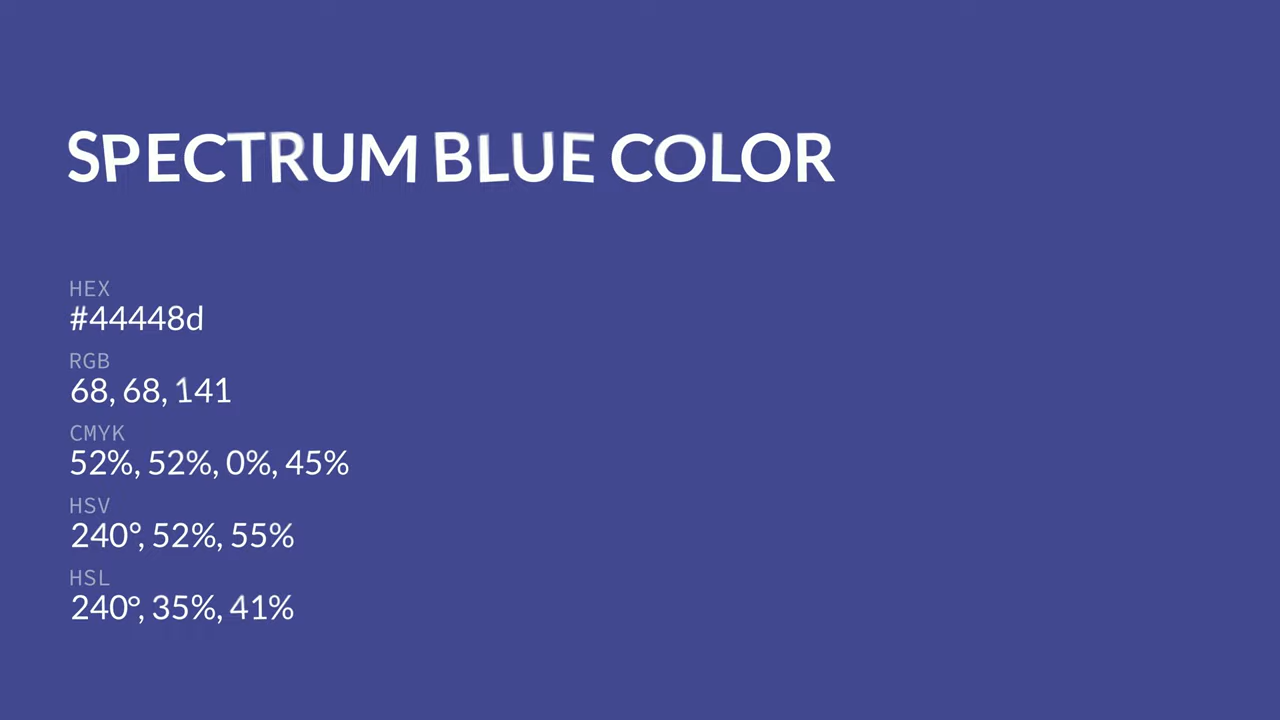 SPECTRUM BLUE COLOR
HEX
#44448d
RGB
68, 68, 141
CMYK
52%, 52%, 0%, 45%
HSV
240°, 52%, 55%
HSL
240°, 35%, 41%